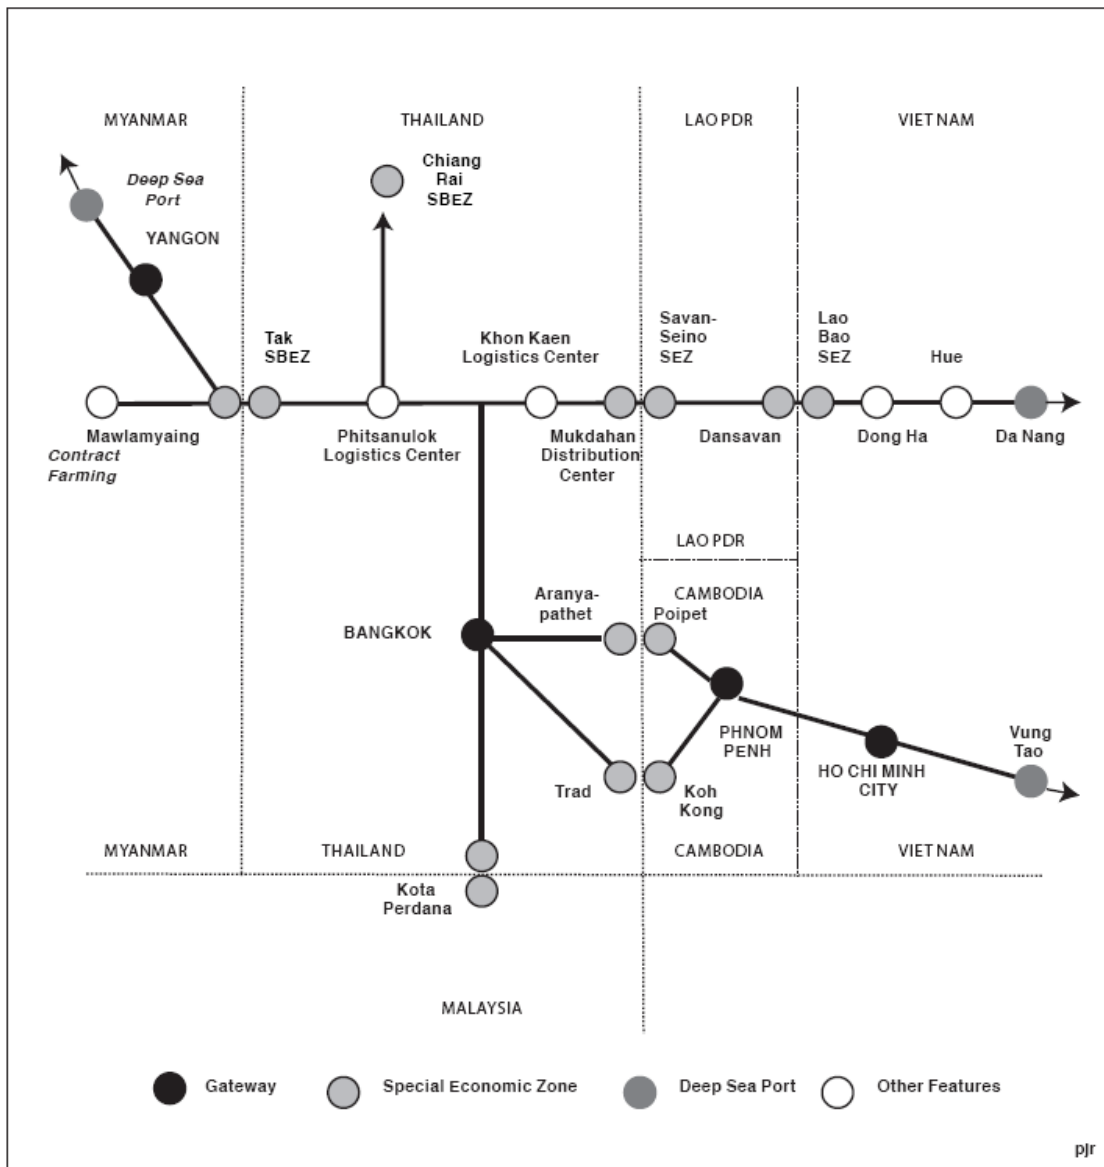 MYANMAR
THAILAND
LAO PDR
VIET NAM
Deep Sea
Port
YANGON
Chiang
Rai
SBEZ
Tak
SBEZ
Khon Kaen
Logistics Center
Savan-
Seino
SEZ
Lao
Bao
SEZ
Hue
Mawlamyaing
Contract
Farming
Phitsanulok
Logistics Center
Mukdahan
Distribution
Center
Dansavan
Dong Ha
Da Nang
LAO PDR
CAMBODIA
Aranya-
pathet
Poipet
BANGKOK
PHNOM
PENH
HO CHI MINH
CITY
Vung
Tao
Trad
Koh
Kong
MYANMAR
THAILAND
CAMBODIA
VIET NAM
Kota
Perdana
MALAYSIA
Gateway
Special Economic Zone
Deep Sea Port
Other Features
pjr